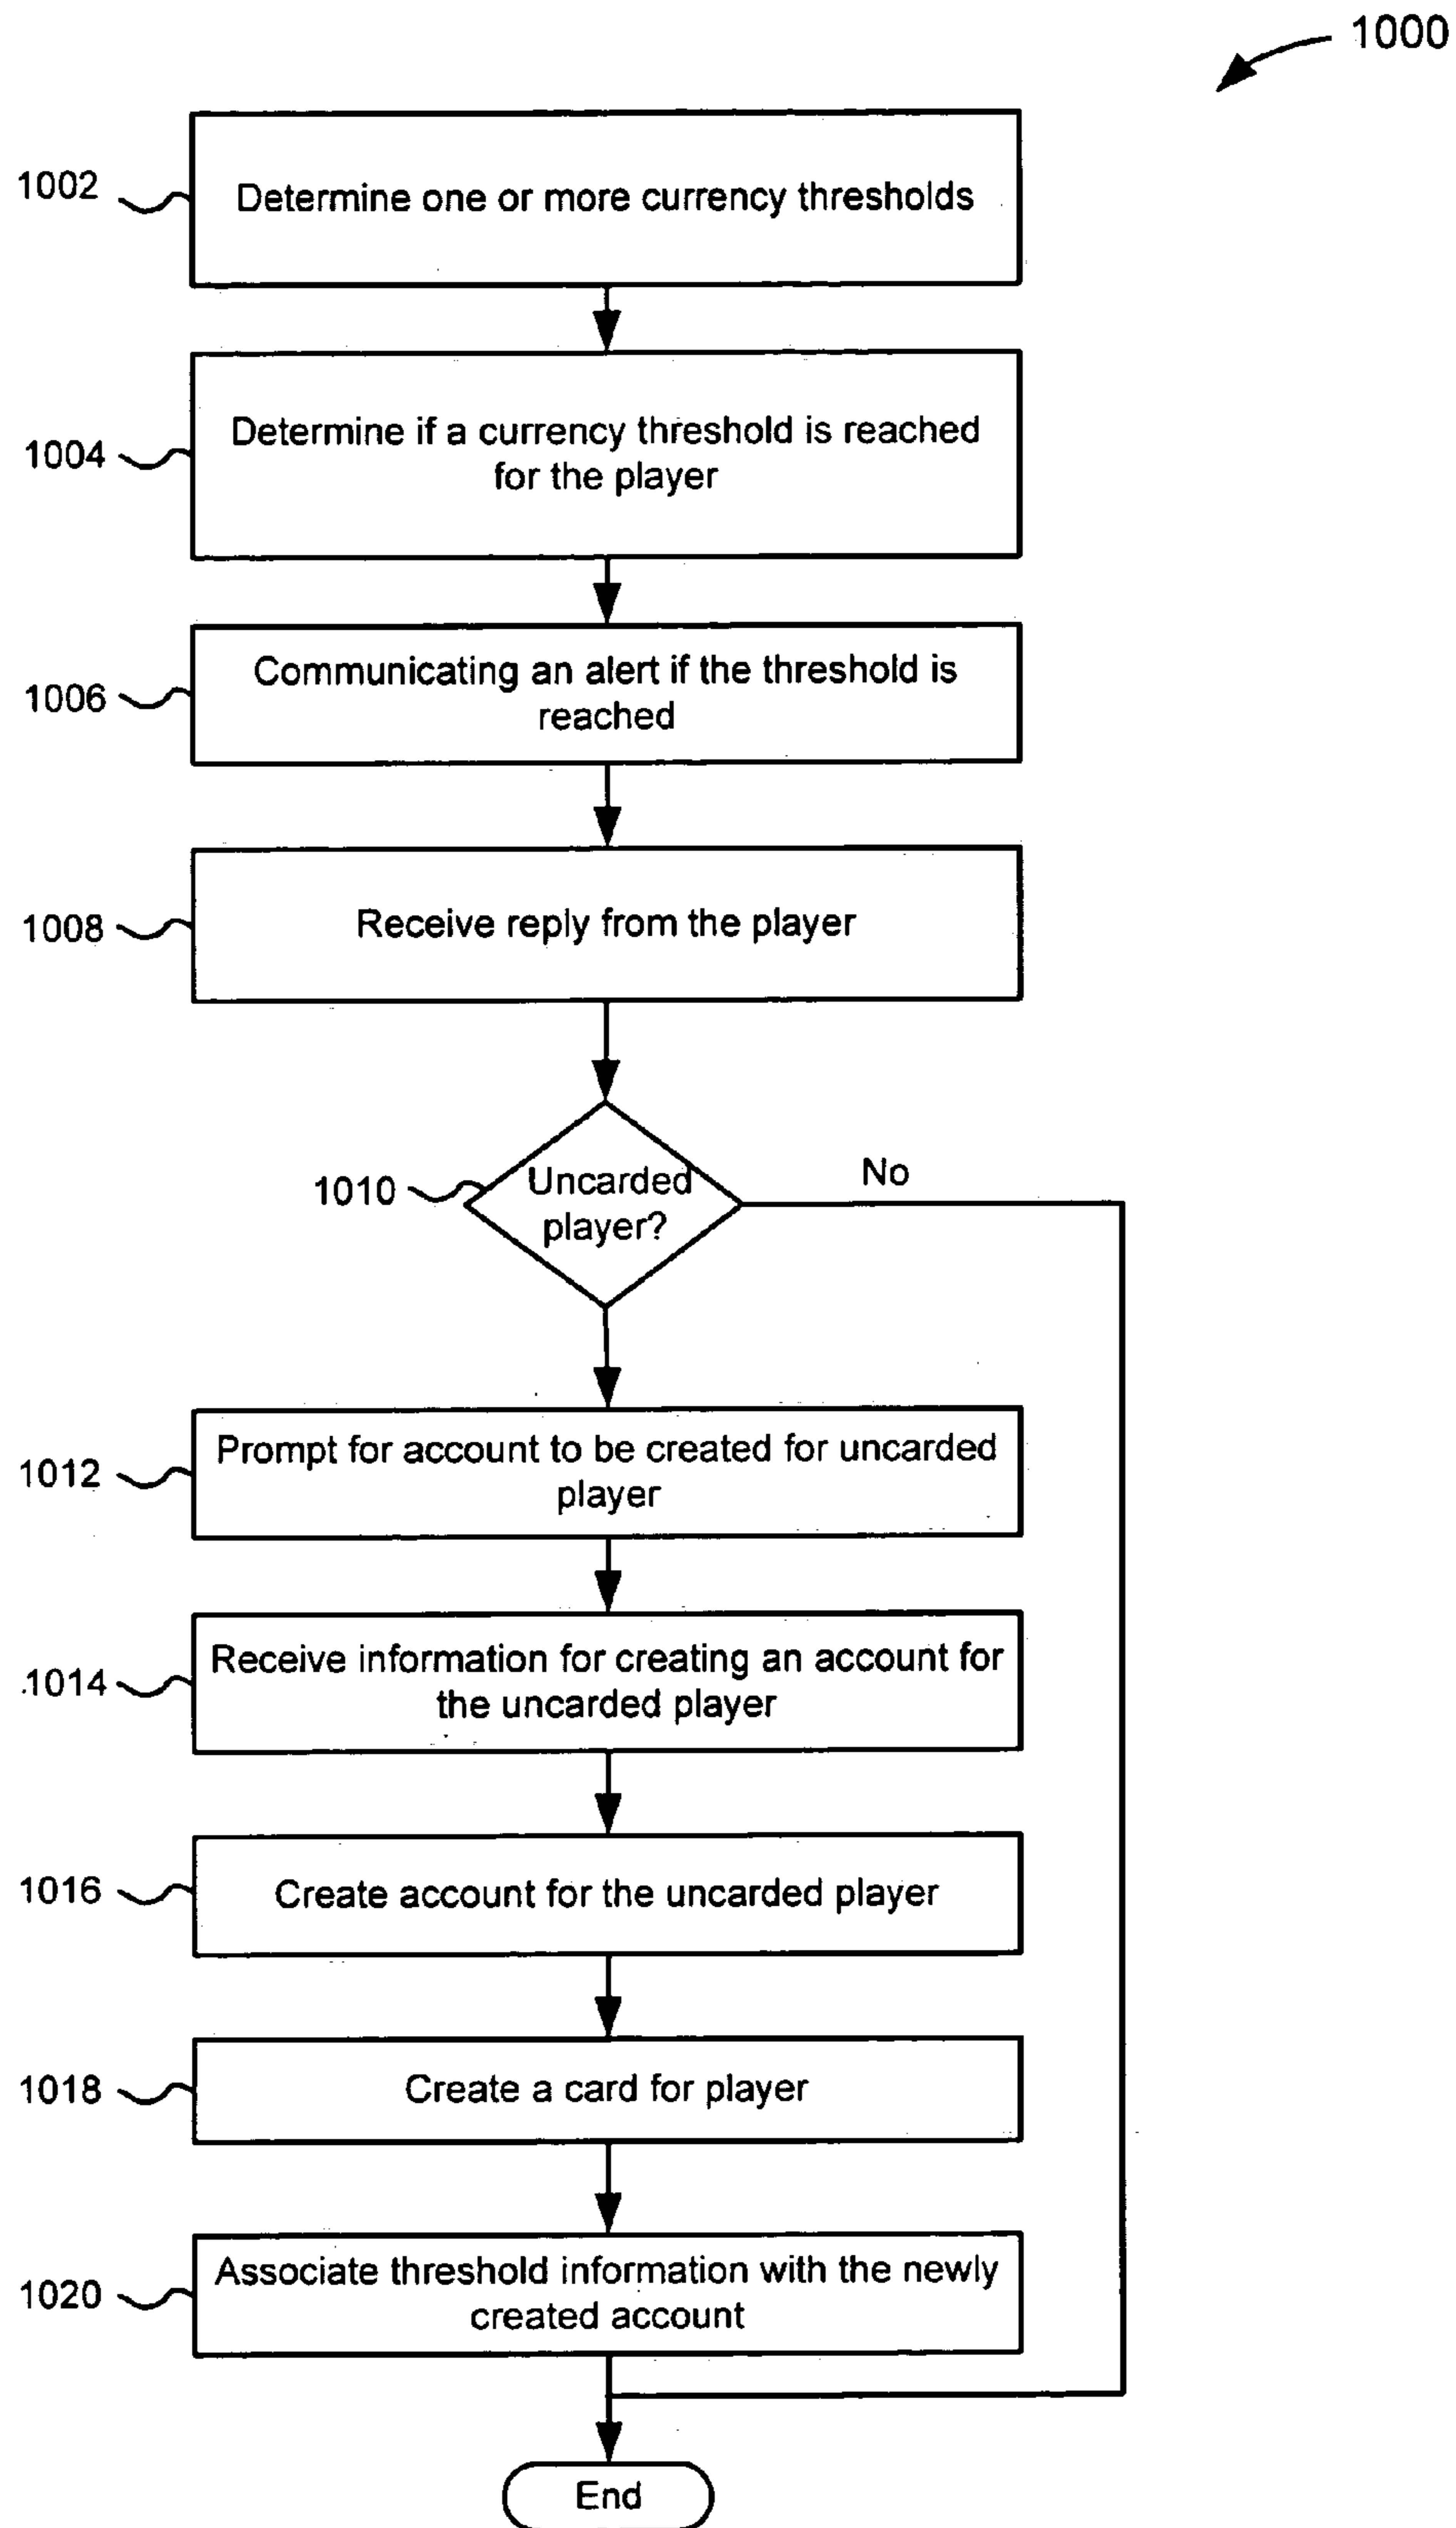 1000
1002
Determine one or more currency thresholds
1004
Determine if a currency threshold is reached
for the player
1006
Communicating an alert if the threshold is
reached
1008
Receive reply from the player
1010
Uncarded
player?
No
1012
Prompt for account to be created for uncarded
player
1014
Receive information for creating an account for
the uncarded player
1016
Create account for the uncarded player
1018
Create a card for player
1020
Associate threshold information with the newly
created account
End